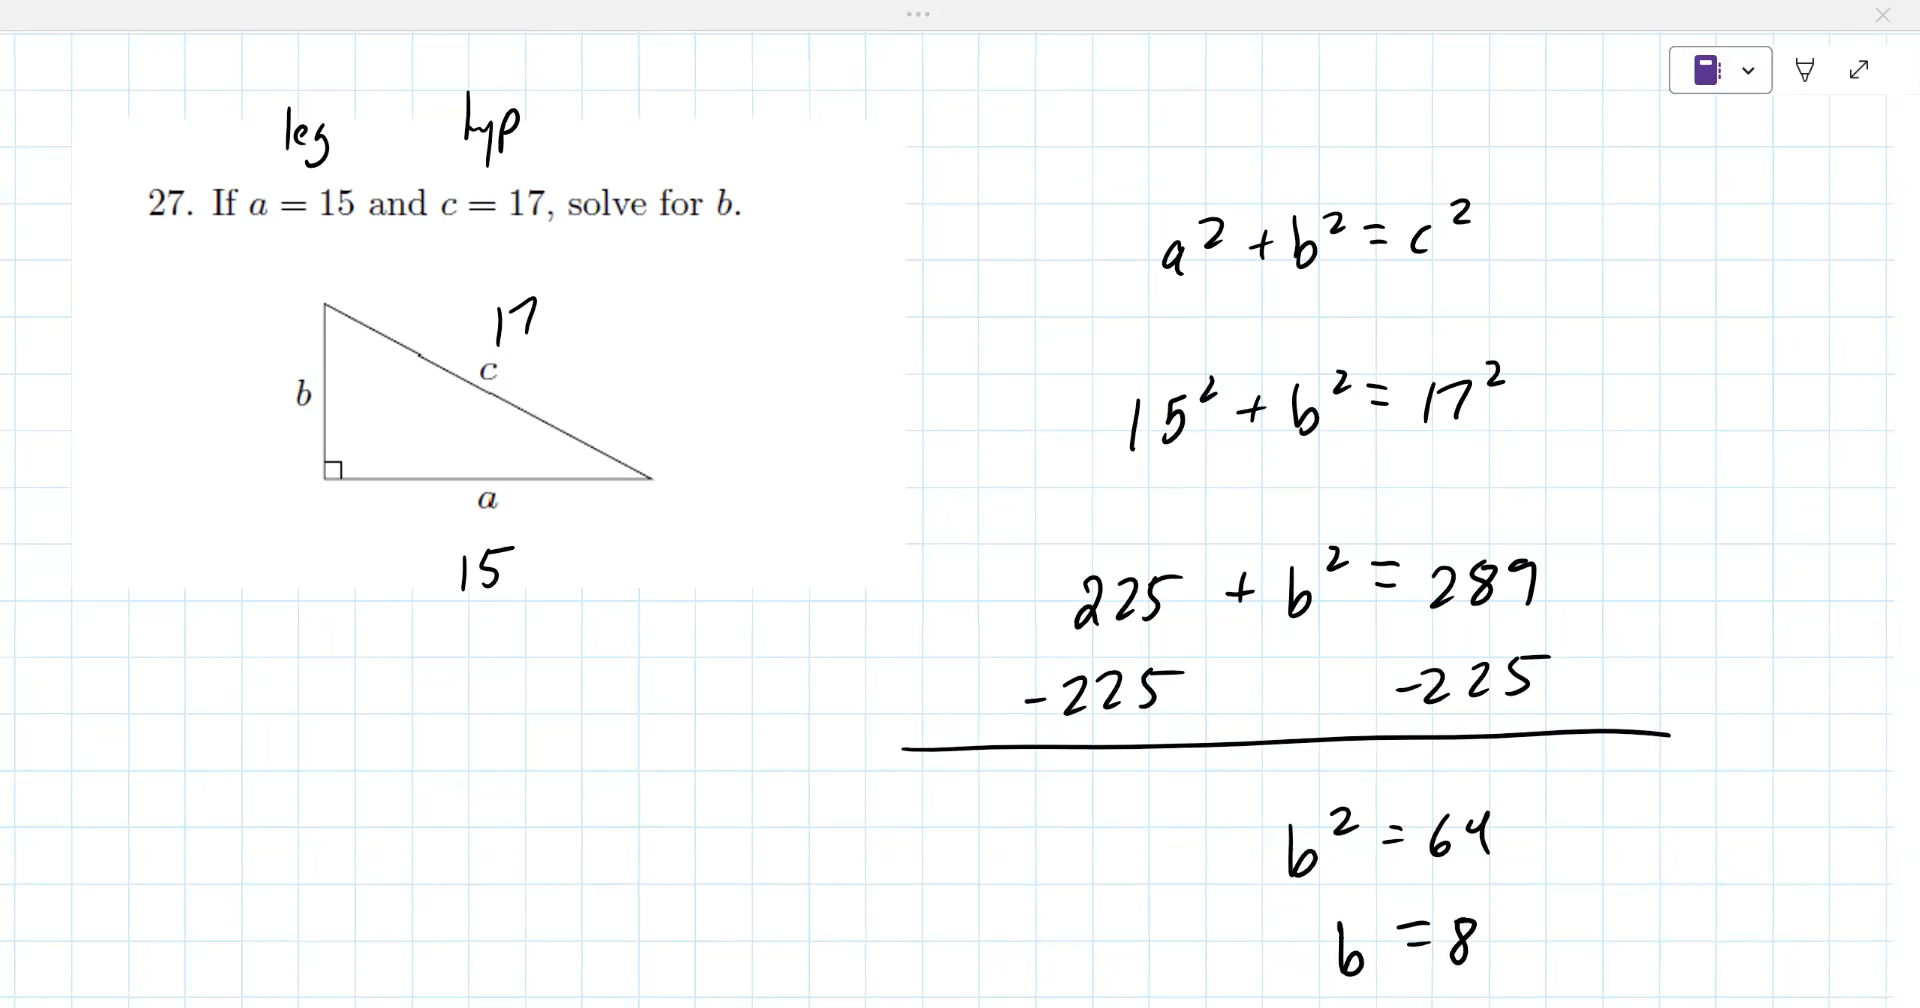 leg hyp
27. If a = 15 and c = 17, solve for b.
17
c
b
a
15
a² + b² = c²
15² + b² = 17²
225 + b² = 289
-225 -225
b² = 64
b = 8